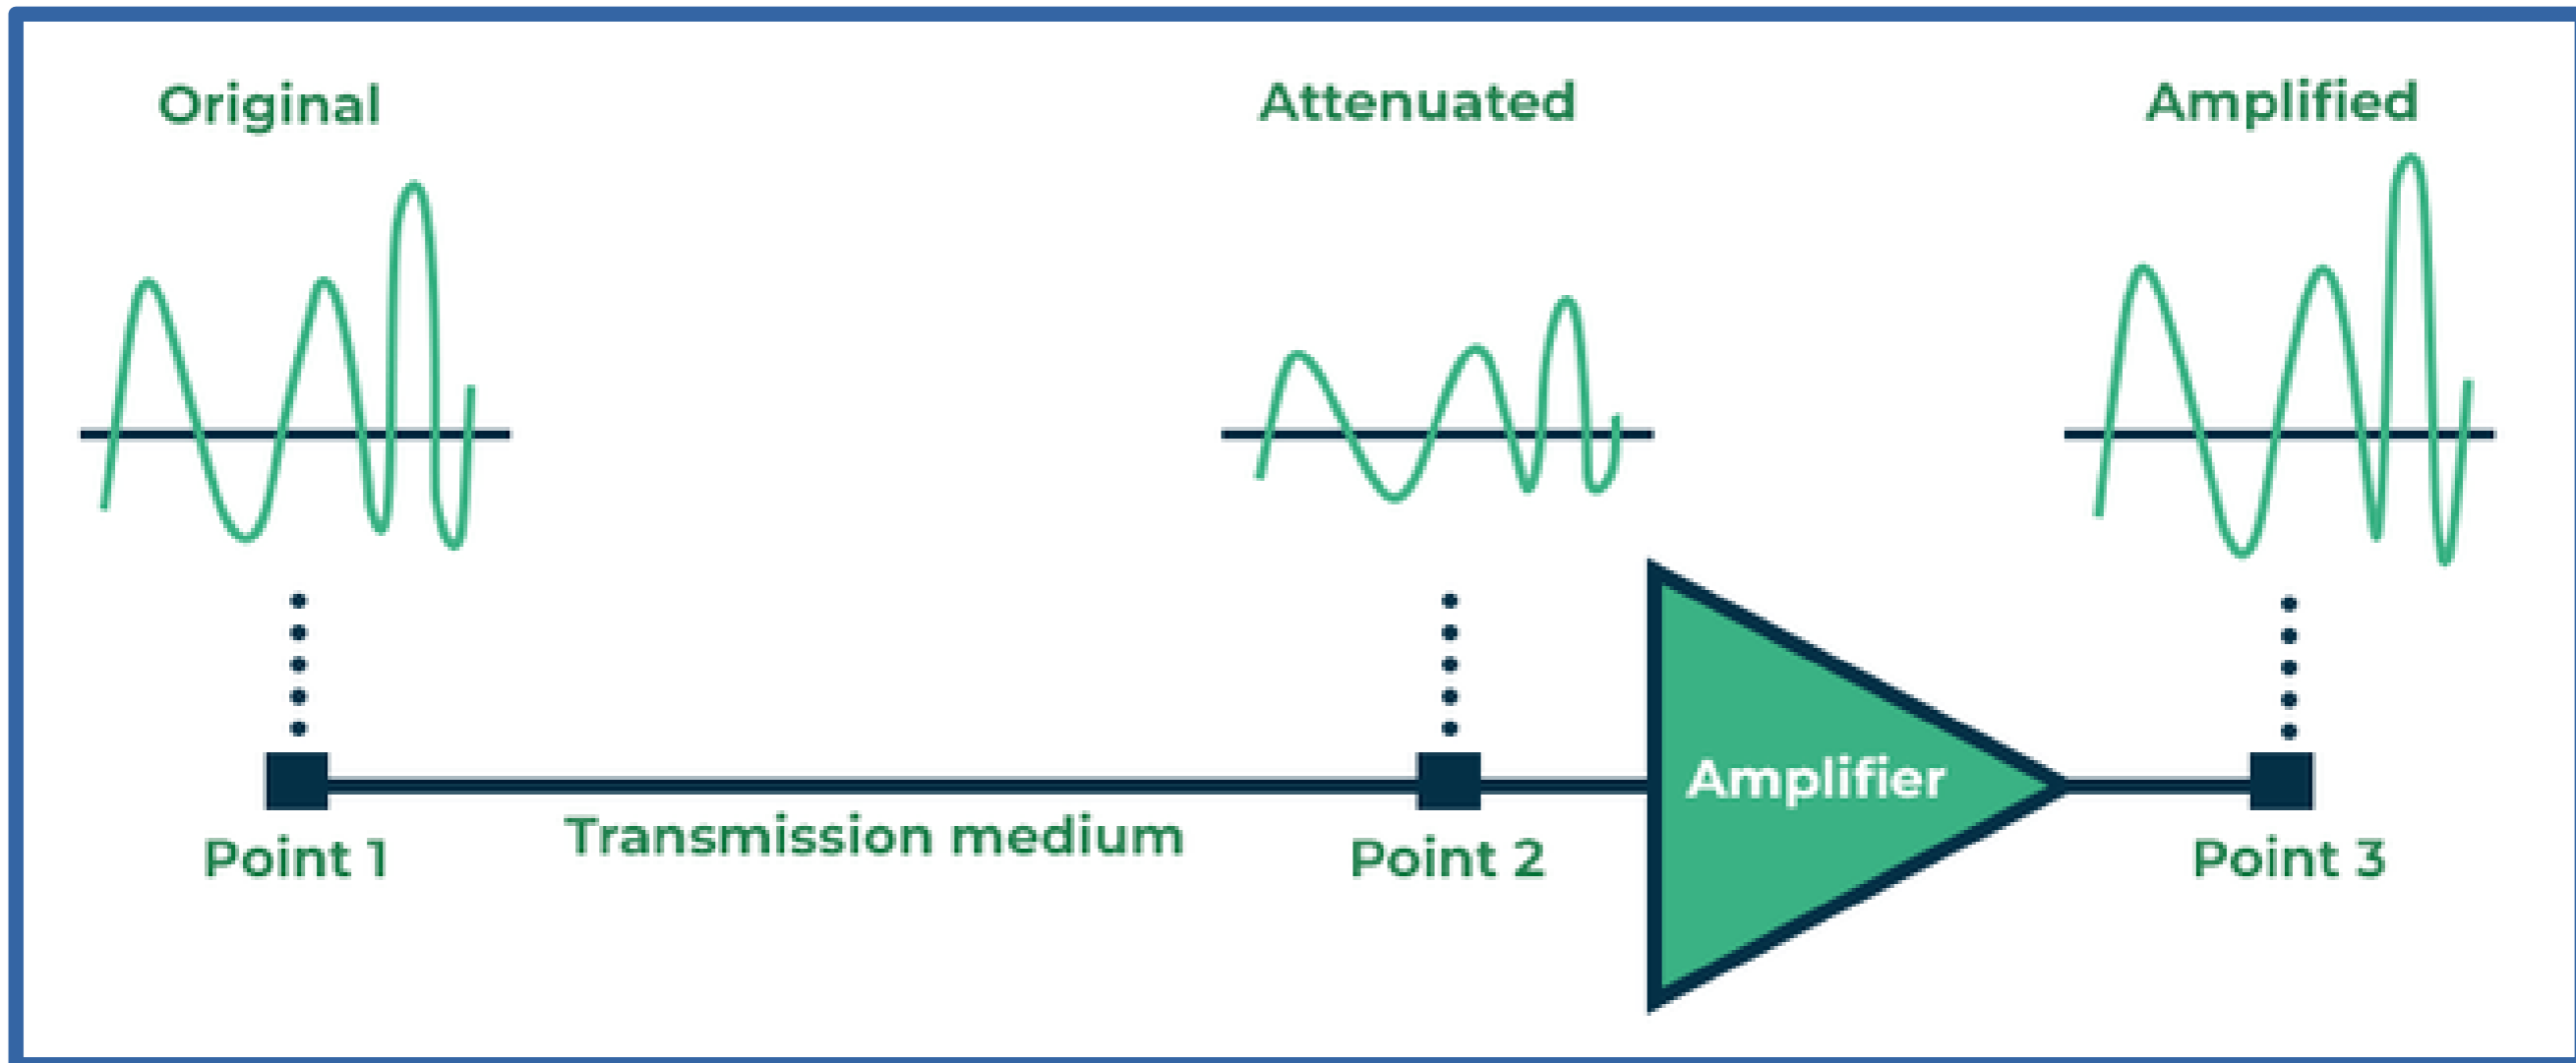 Original
Attenuated
Amplified
Amplifier
Transmission medium
Point 1
Point 2
Point 3